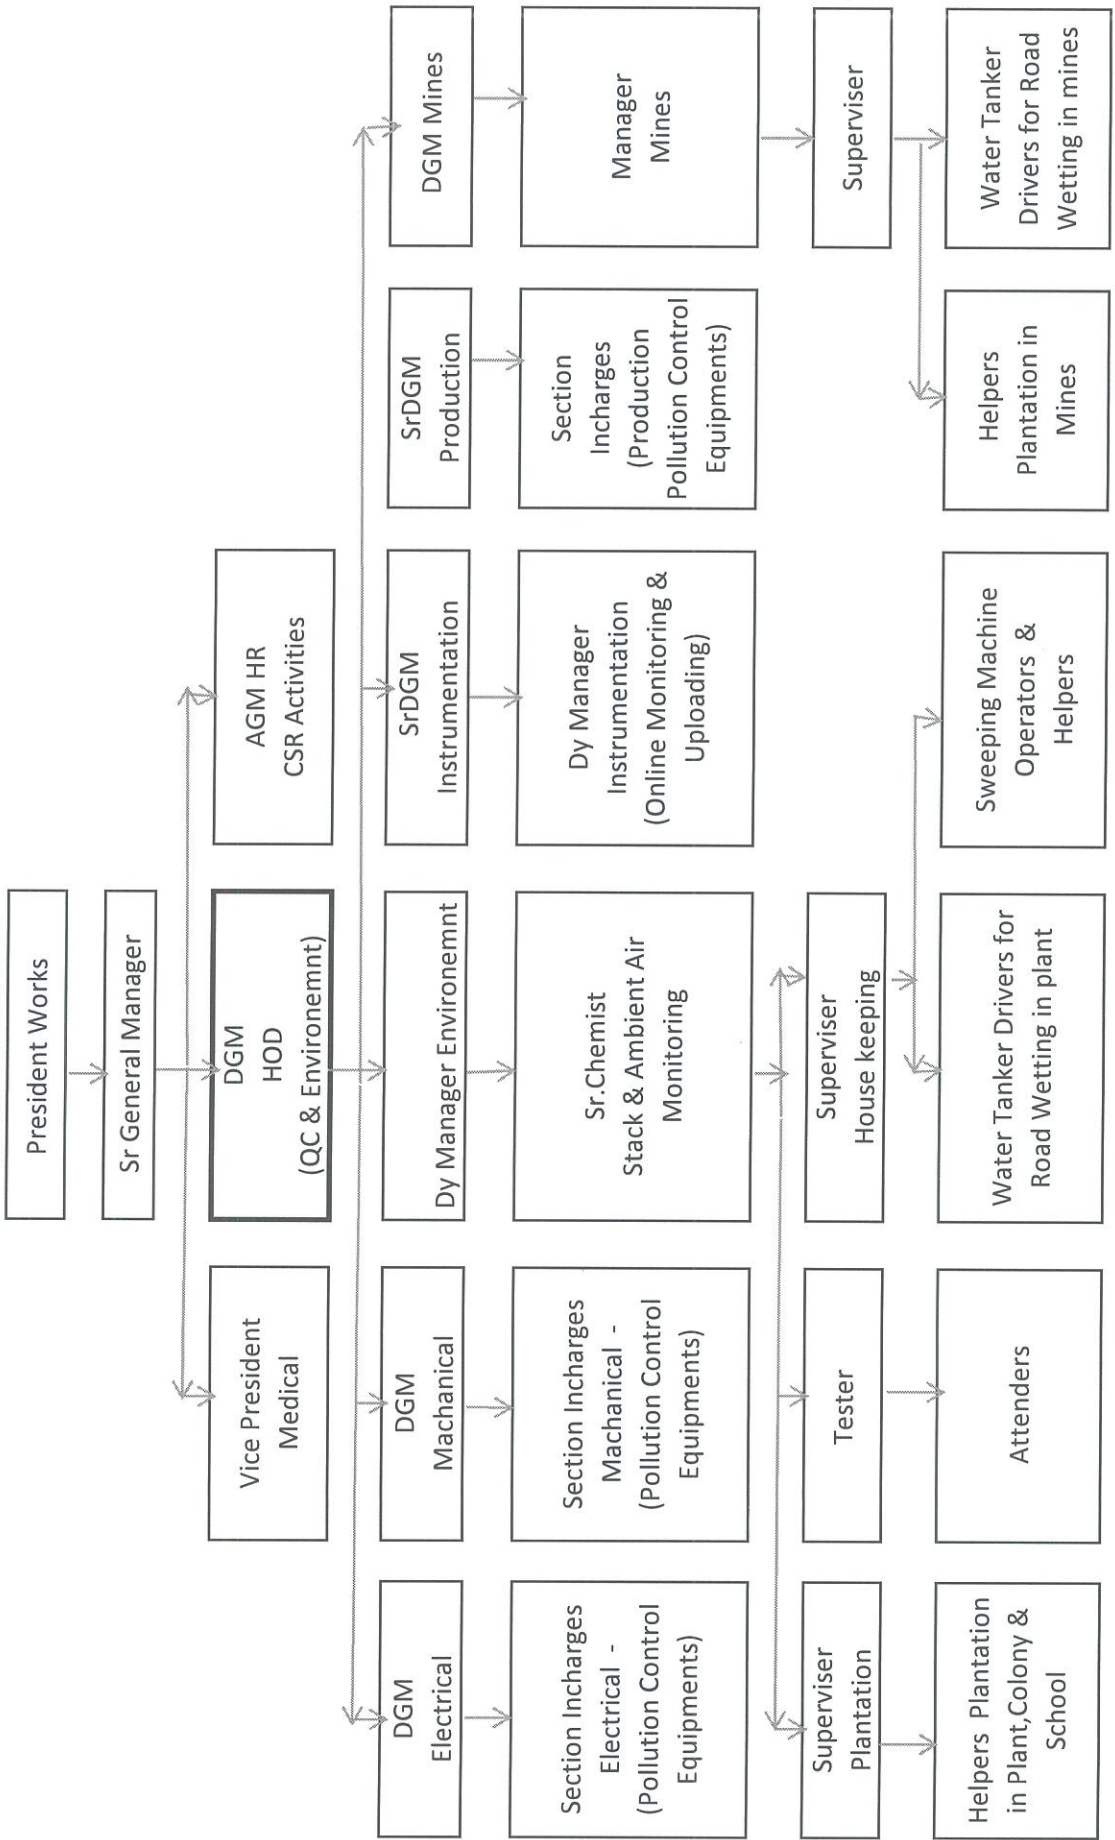 President Works
Sr General Manager
Vice President
Medical
DGM
HOD
(QC & Environemnt)
AGM HR
CSR Activities
DGM
Electrical
DGM
Machanical
Dy Manager Environemnt
SrDGM
Instrumentation
SrDGM
Production
DGM Mines
Section Incharges
Electrical -
(Pollution Control
Equipments)
Section Incharges
Machanical -
(Pollution Control
Equipments)
Sr.Chemist
Stack & Ambient Air
Monitoring
Dy Manager
Instrumentation
(Online Monitoring &
Uploading)
Section
Incharges
(Production
Pollution Control
Equipments)
Manager
Mines
Superviser
Plantation
Tester
Superviser
House keeping
Superviser
Helpers Plantation
in Plant,Colony &
School
Attenders
Water Tanker Drivers for
Road Wetting in plant
Sweeping Machine
Operators &
Helpers
Helpers
Plantation in
Mines
Water Tanker
Drivers for Road
Wetting in mines